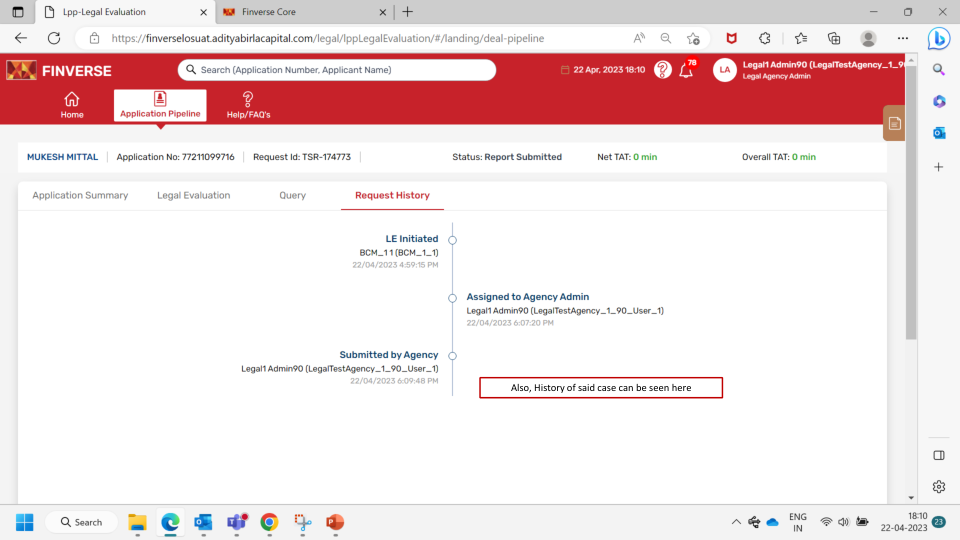 Lpp-Legal Evaluation
Finverse Core
https://finverselosuat.adityabirlacapital.com/legal/lppLegalEvaluation/#/landing/deal-pipeline
FINVERSE
Search (Application Number, Applicant Name)
22 Apr, 2023 18:10
78
LA
Legal1 Admin90 (LegalTestAgency_1_9
Legal Agency Admin
Home
Application Pipeline
Help/FAQ's
MUKESH MITTAL
Application No: 77211099716
Request Id: TSR-174773
Status: Report Submitted
Net TAT: 0 min
Overall TAT: 0 min
Application Summary
Legal Evaluation
Query
Request History
LE Initiated
BCM_1 1 (BCM_1_1)
22/04/2023 4:59:15 PM
Assigned to Agency Admin
Legal1 Admin90 (LegalTestAgency_1_90_User_1)
22/04/2023 6:07:20 PM
Submitted by Agency
Legal1 Admin90 (LegalTestAgency_1_90_User_1)
22/04/2023 6:09:48 PM
Also, History of said case can be seen here
Search
ENG
IN
18:10
22-04-2023
23